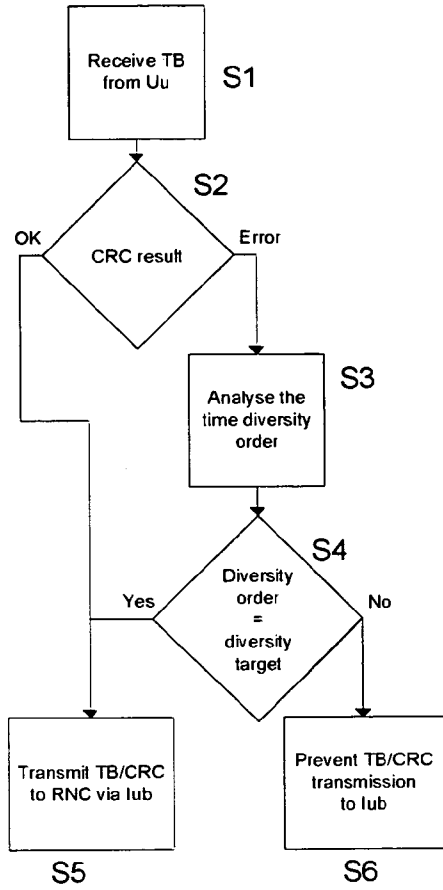 Receive TB
from Uu
S1
S2
OK
Error
CRC result
S3
Analyse the
time diversity
order
S4
Yes
No
Diversity
order
=
diversity
target
Transmit TB/CRC
to RNC via Iub
Prevent TB/CRC
transmission
to Iub
S5
S6